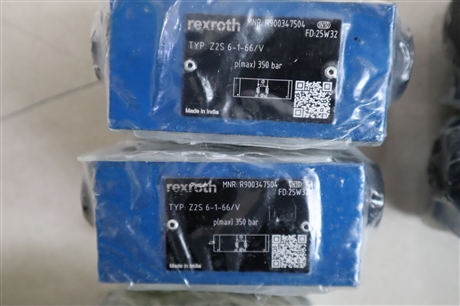 rexroth MNR: R900347504
FD: 25W32
TYP: Z2S 6-1-66/V
p(max) 350 bar
Made in India
rexroth MNR: R900347504
FD: 25W32
TYP: Z2S 6-1-66/V
p(max) 350 bar
Made in India